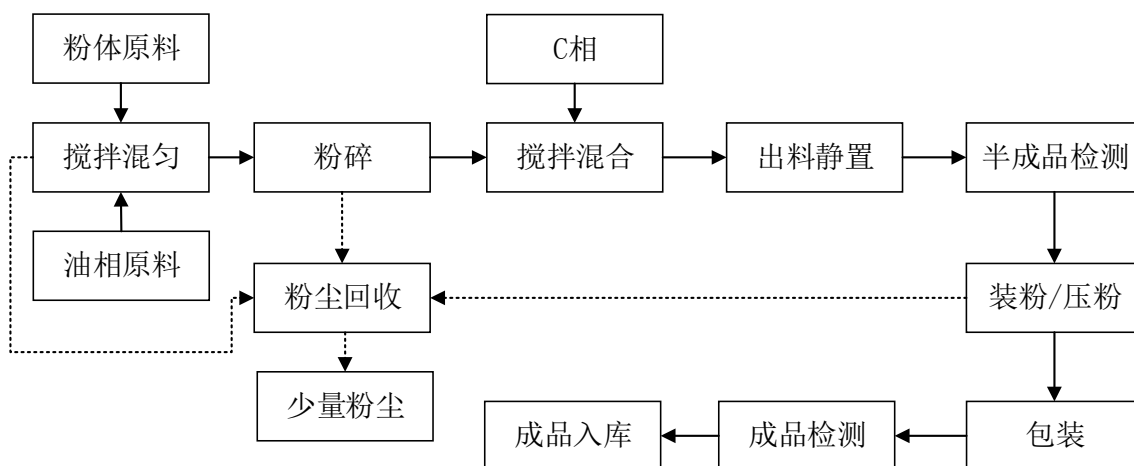 粉体原料
C相
搅拌混匀
粉碎
搅拌混合
出料静置
半成品检测
油相原料
粉尘回收
装粉/压粉
少量粉尘
成品入库
成品检测
包装